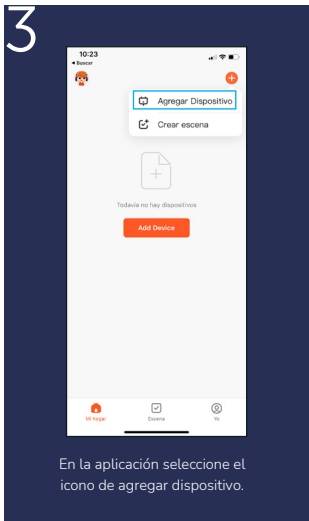 3
10:23
◂ Buscar
Agregar Dispositivo
Crear escena
Todavía no hay dispositivos
Add Device
Mi hogar
Escena
Yo
En la aplicación seleccione el
icono de agregar dispositivo.